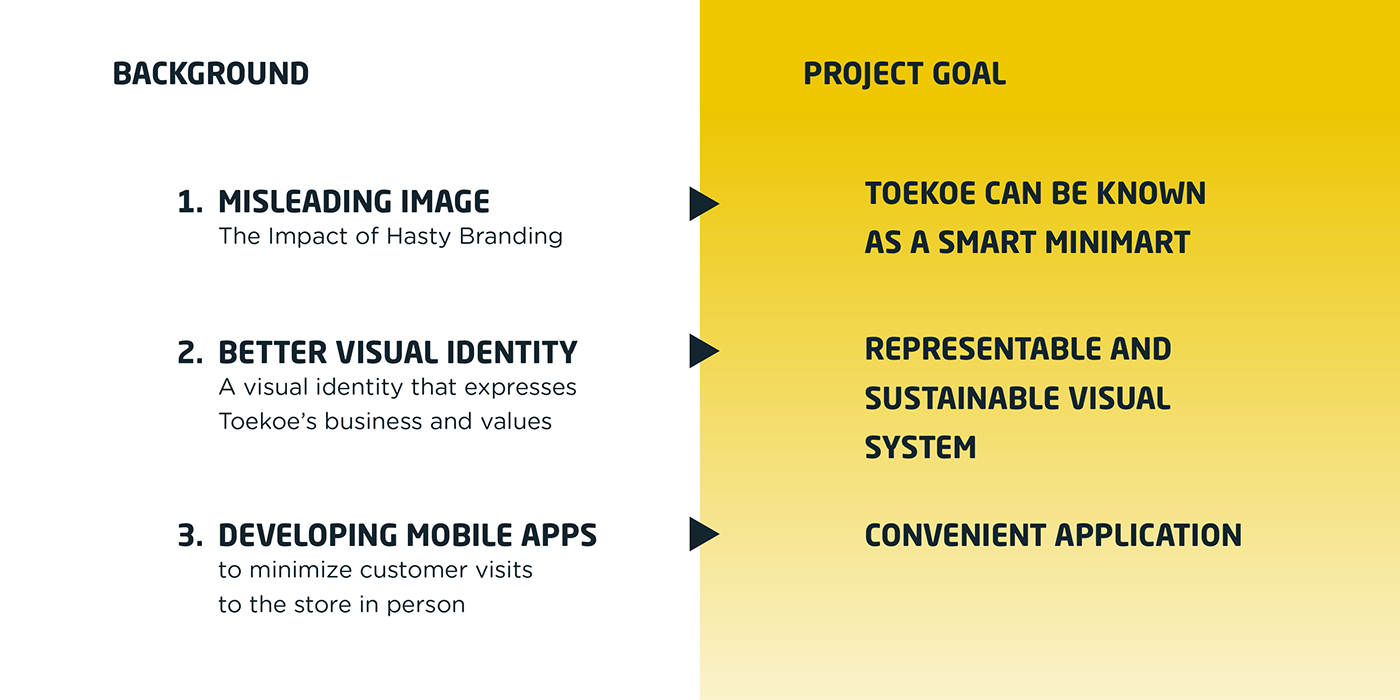 BACKGROUND
1. MISLEADING IMAGE
The Impact of Hasty Branding
2. BETTER VISUAL IDENTITY
A visual identity that expresses
Toekoe’s business and values
3. DEVELOPING MOBILE APPS
to minimize customer visits
to the store in person
PROJECT GOAL
TOEKOE CAN BE KNOWN
AS A SMART MINIMART
REPRESENTABLE AND
SUSTAINABLE VISUAL
SYSTEM
CONVENIENT APPLICATION